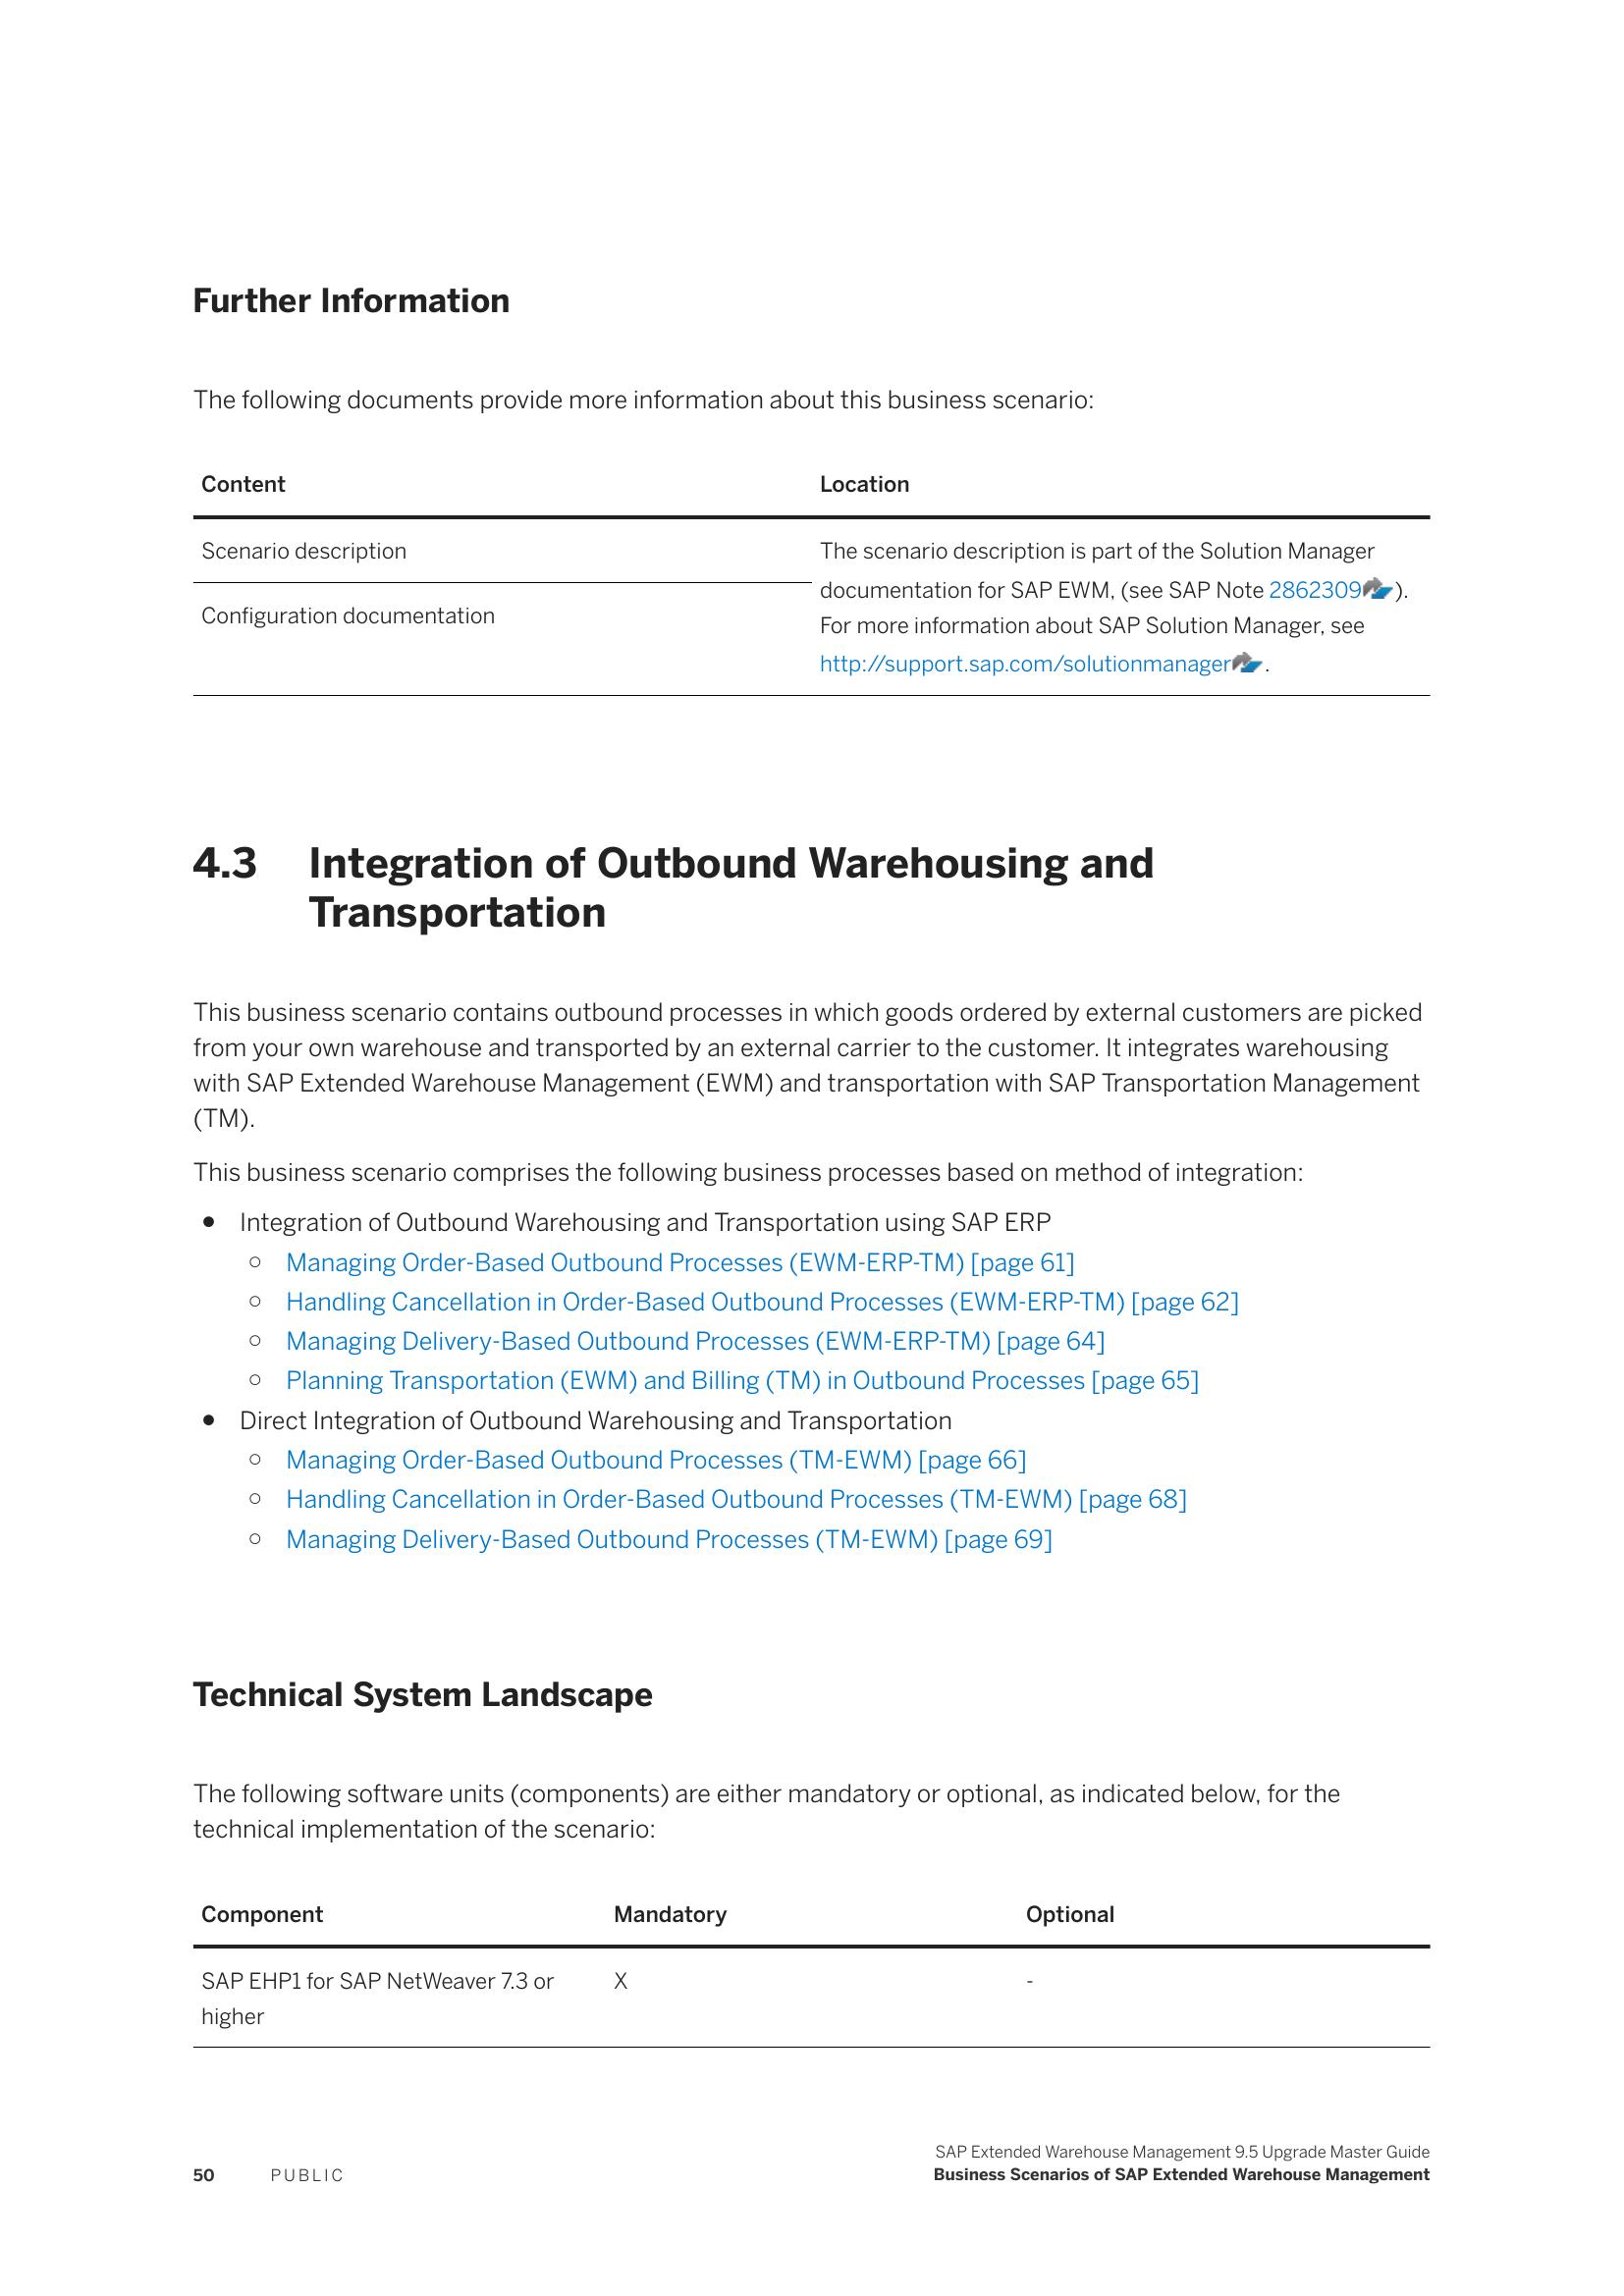 Further Information
The following documents provide more information about this business scenario:
Content Location
Scenario description
Configuration documentation
The scenario description is part of the Solution Manager
documentation for SAP EWM, (see SAP Note 2862309).
For more information about SAP Solution Manager, see
http://support.sap.com/solutionmanager.
4.3 Integration of Outbound Warehousing and
Transportation
This business scenario contains outbound processes in which goods ordered by external customers are picked
from your own warehouse and transported by an external carrier to the customer. It integrates warehousing
with SAP Extended Warehouse Management (EWM) and transportation with SAP Transportation Management
(TM).
This business scenario comprises the following business processes based on method of integration:
● Integration of Outbound Warehousing and Transportation using SAP ERP
○ Managing Order-Based Outbound Processes (EWM-ERP-TM) [page 61]
○ Handling Cancellation in Order-Based Outbound Processes (EWM-ERP-TM) [page 62]
○ Managing Delivery-Based Outbound Processes (EWM-ERP-TM) [page 64]
○ Planning Transportation (EWM) and Billing (TM) in Outbound Processes [page 65]
● Direct Integration of Outbound Warehousing and Transportation
○ Managing Order-Based Outbound Processes (TM-EWM) [page 66]
○ Handling Cancellation in Order-Based Outbound Processes (TM-EWM) [page 68]
○ Managing Delivery-Based Outbound Processes (TM-EWM) [page 69]
Technical System Landscape
The following software units (components) are either mandatory or optional, as indicated below, for the
technical implementation of the scenario:
Component Mandatory Optional
SAP EHP1 for SAP NetWeaver 7.3 or X -
higher
SAP Extended Warehouse Management 9.5 Upgrade Master Guide
50 PUBLIC Business Scenarios of SAP Extended Warehouse Management